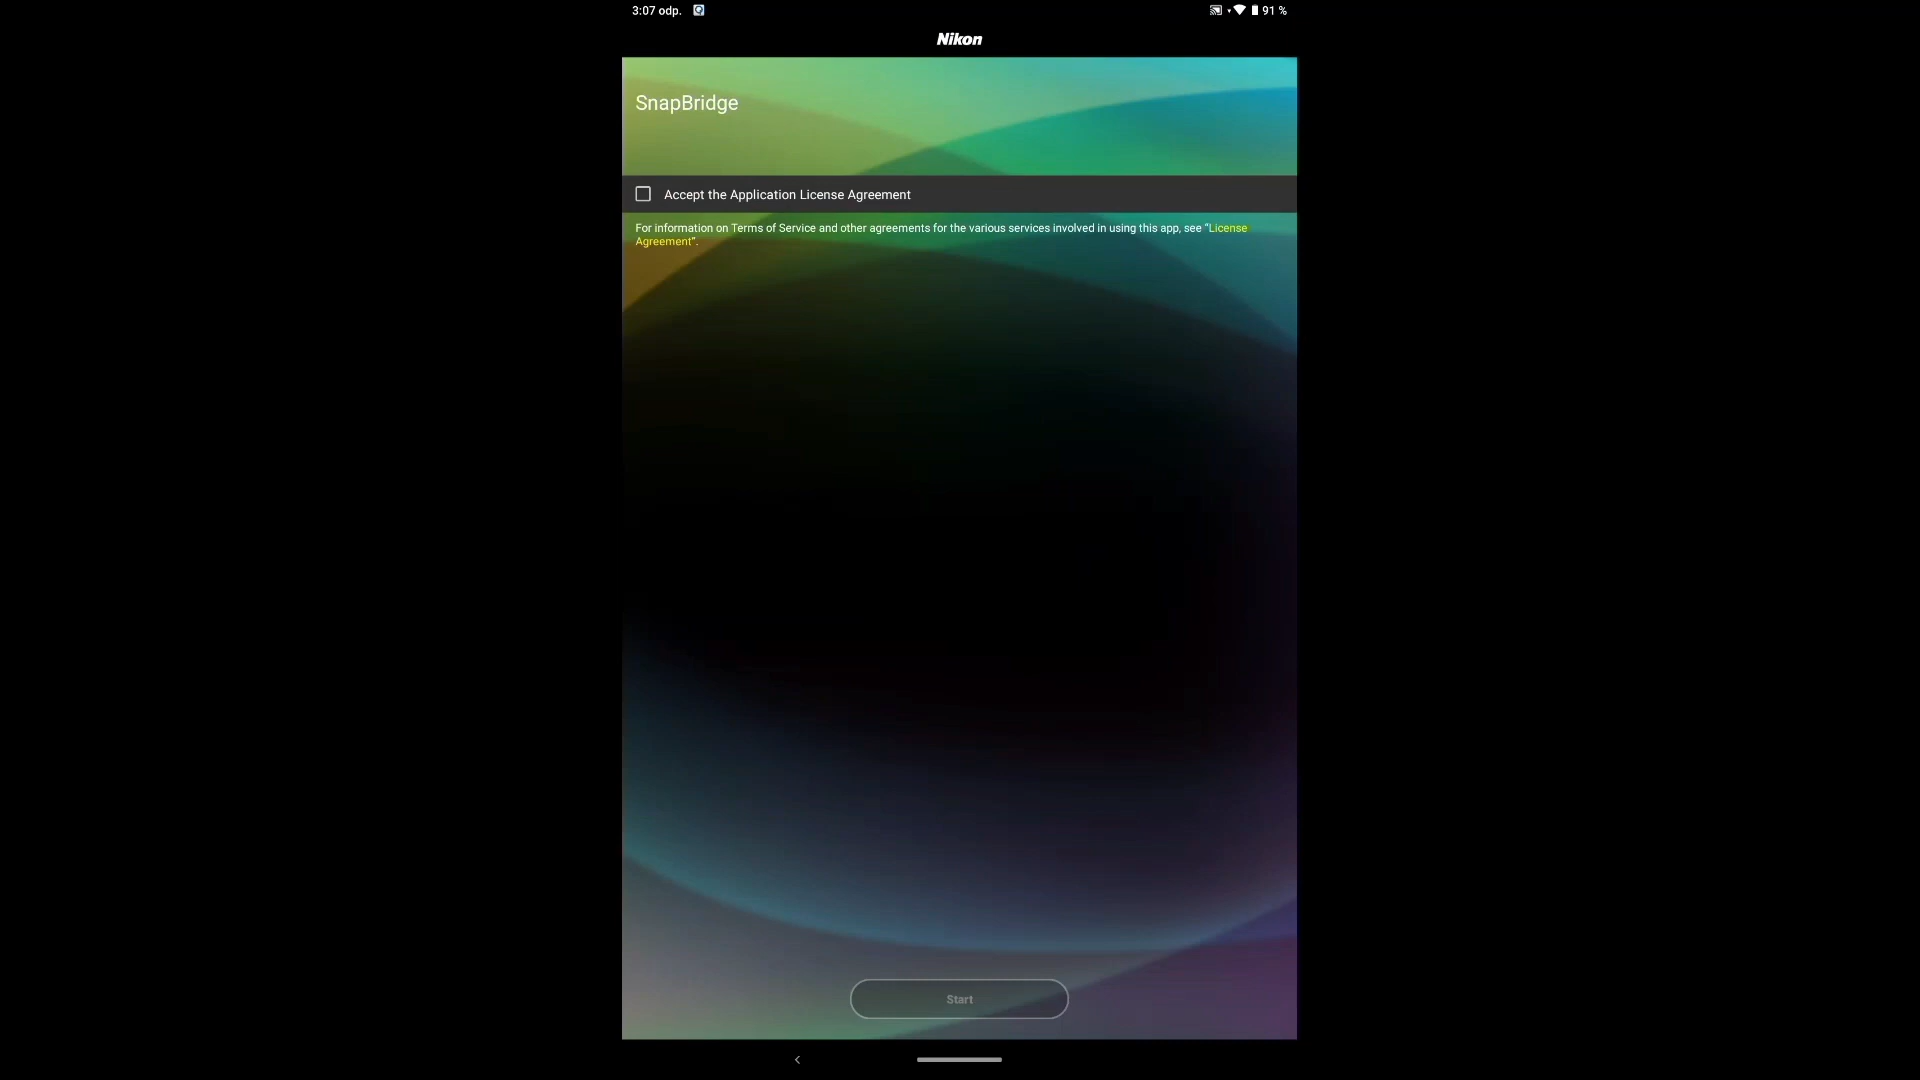 3:07 odp.
91 %
Nikon
SnapBridge
Accept the Application License Agreement
For information on Terms of Service and other agreements for the various services involved in using this app, see “License
Agreement”.
Start